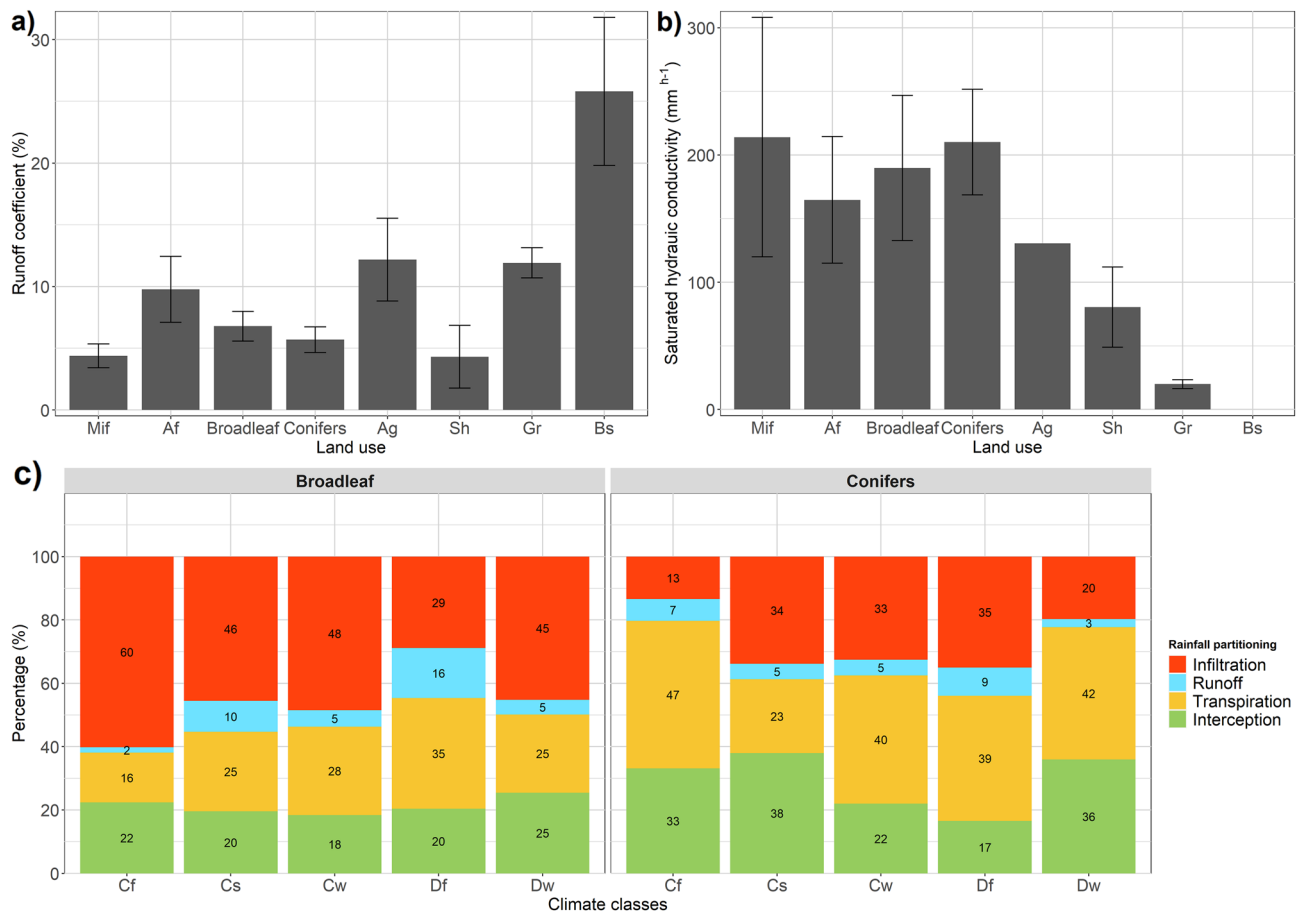 a)
30
20
10
0
Runoff coefficient (%)
Mif Af Broadleaf Conifers Ag Sh Gr Bs
Land use
b)
300
200
100
0
Saturated hydrauic conductivity (mm h-1)
Mif Af Broadleaf Conifers Ag Sh Gr Bs
Land use
c)
Broadleaf Conifers
100
80
60
40
20
0
Percentage (%)
60 46 48 29 45
2 10 5 16 5
16 25 28 35 25
22 20 18 20 25
13 34 33 35 20
7 5 5 9 3
47 23 40 39 42
33 38 22 17 36
Cf Cs Cw Df Dw Cf Cs Cw Df Dw
Climate classes
Rainfall partitioning
Infiltration
Runoff
Transpiration
Interception